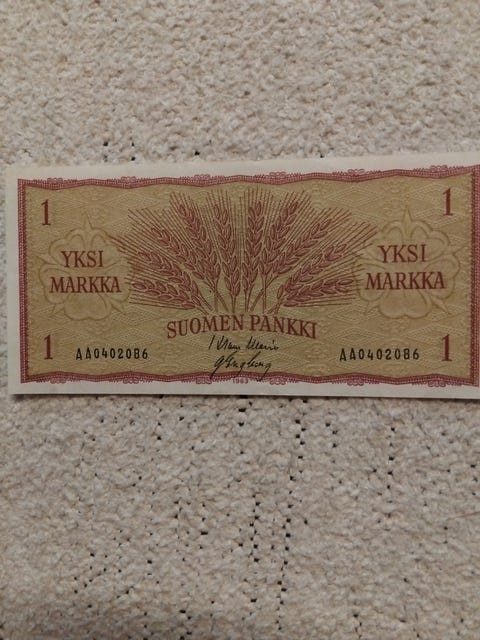 1
1
YKSI
MARKKA
YKSI
MARKKA
SUOMEN PANKKI
1
AA0402086
AA0402086
1
1963